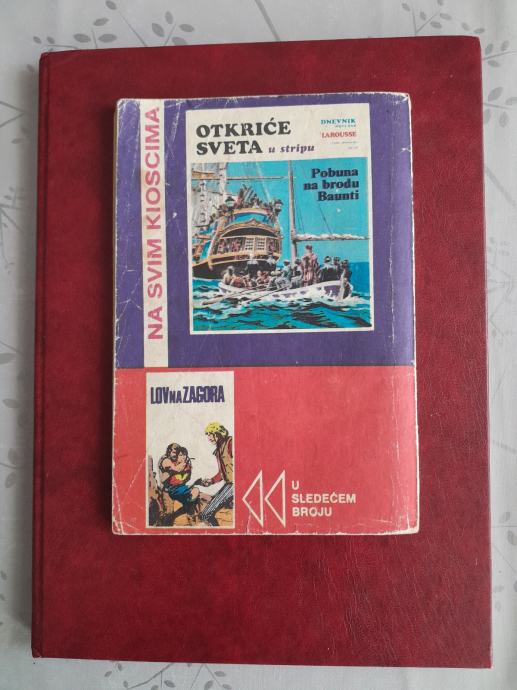 NA SVIM KIOSCIMA
OTKRIĆE
SVETA u stripu
DNEVNIK
LAROUSSE
Pobuna
na brodu
Baunti
LOV NA ZAGORA
U
SLEDEĆEM
BROJU